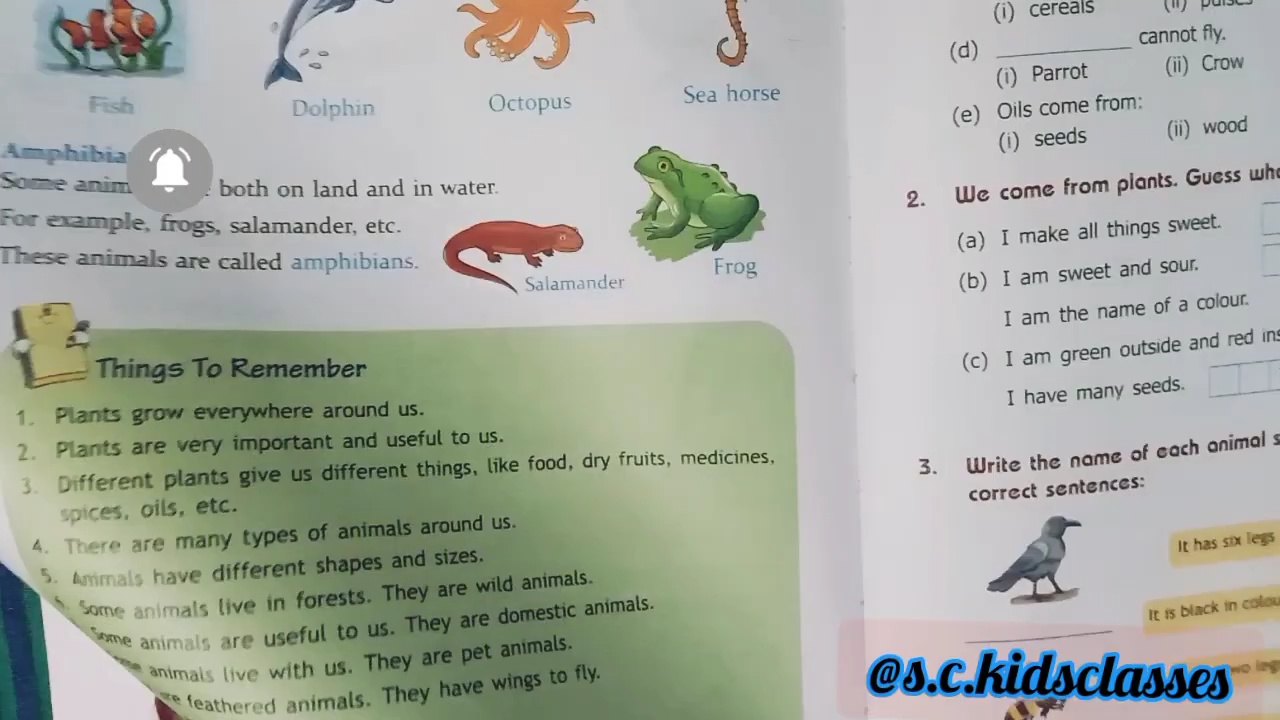 Fish
Dolphin
Octopus
Sea horse
Some both on land and in water.
For example, frogs, salamander, etc.
These animals are called amphibians.
Salamander
Frog
Things To Remember
1. Plants grow everywhere around us.
2. Plants are very important and useful to us.
3. Different plants give us different things, like food, dry fruits, medicines,
spices, oils, etc.
4. There are many types of animals around us.
5. Animals have different shapes and sizes.
Some animals live in forests. They are wild animals.
Some animals are useful to us. They are domestic animals.
animals live with us. They are pet animals.
feathered animals. They have wings to fly.
(i) cereals (ii)
(d) ________ cannot fly.
(i) Parrot (ii) Crow
(e) Oils come from:
(i) seeds (ii) wood
2. We come from plants. Guess
(a) I make all things sweet.
(b) I am sweet and sour.
I am the name of a colour.
(c) I am green outside and red
I have many seeds.
3. Write the name of each animal
correct sentences:
It has six legs
It is black in
@s.c.kidsclasses